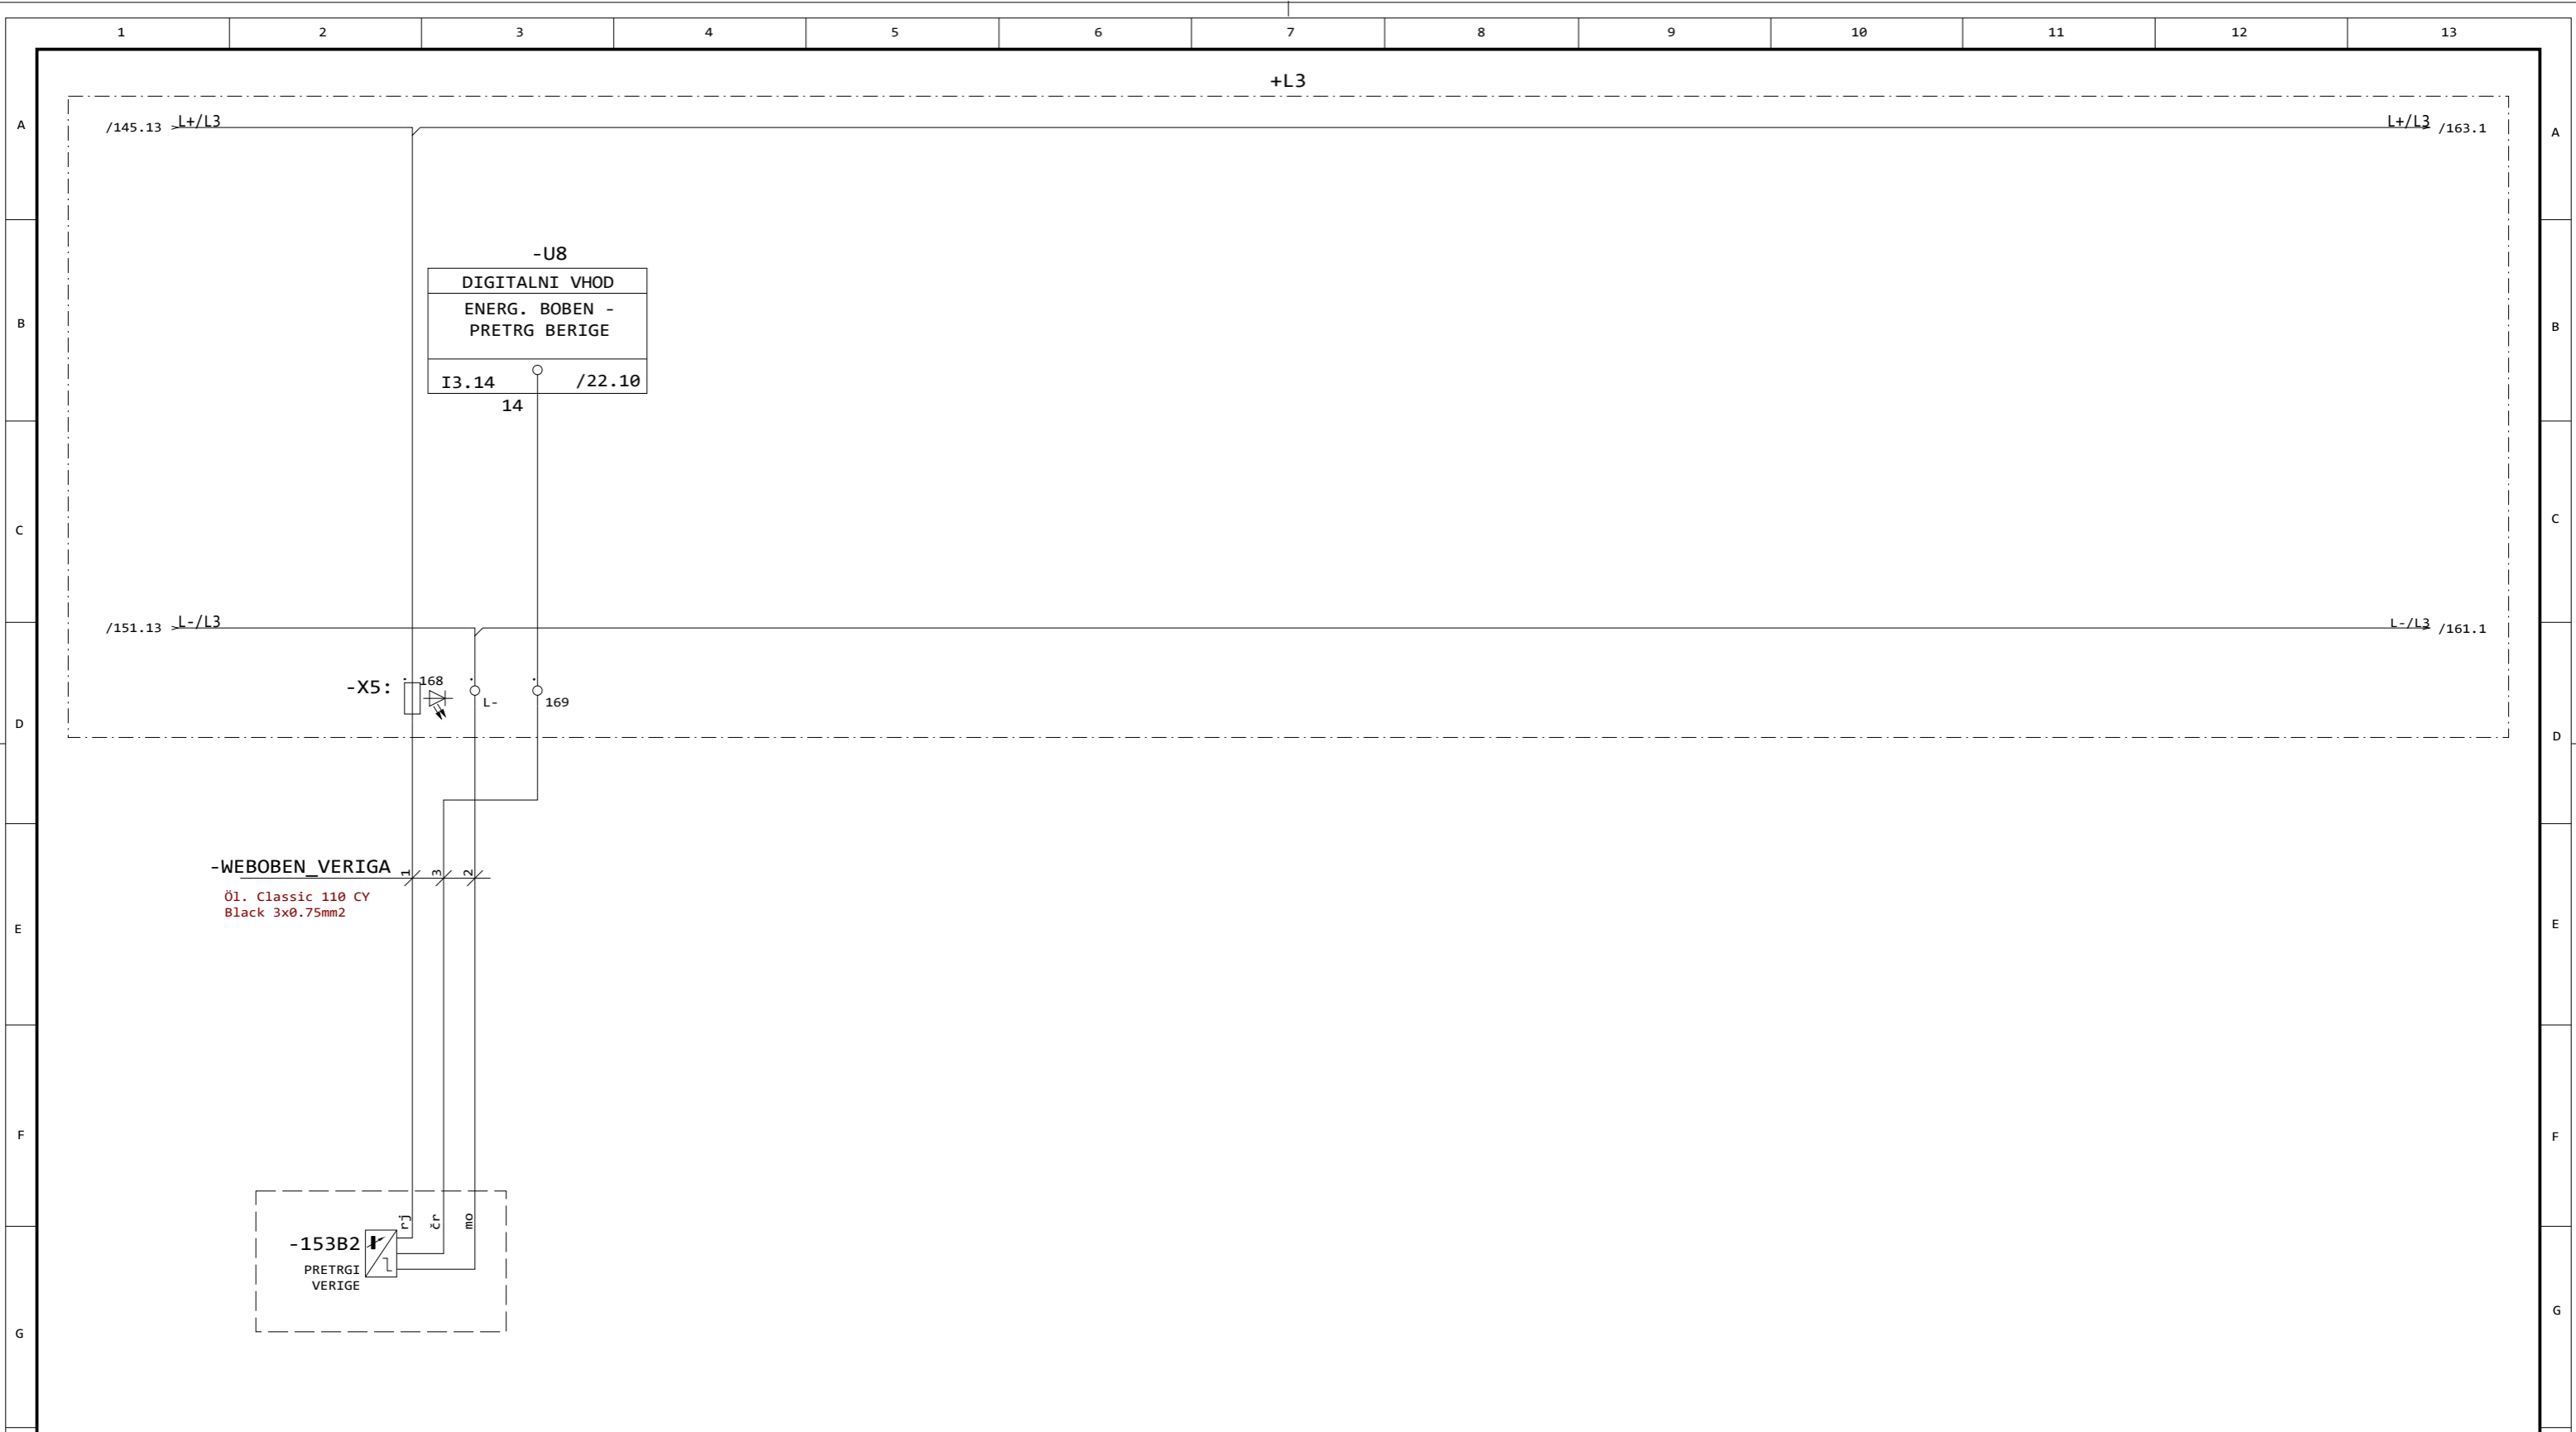 1 2 3 4 5 6 7 8 9 10 11 12 13
+L3
A A
/145.13 L+/L3 L+/L3 /163.1
-U8
DIGITALNI VHOD
ENERG. BOBEN -
PRETRG BERIGE
B B
I3.14 /22.10
14
C C
/151.13 L-/L3 L-/L3 /161.1
-X5: 168 L- 169
D D
-WEBOBEN_VERIGA 1 3 2
Öl. Classic 110 CY
Black 3x0.75mm2
E E
F F
rj čr mo
-153B2
PRETRGI
VERIGE
G G